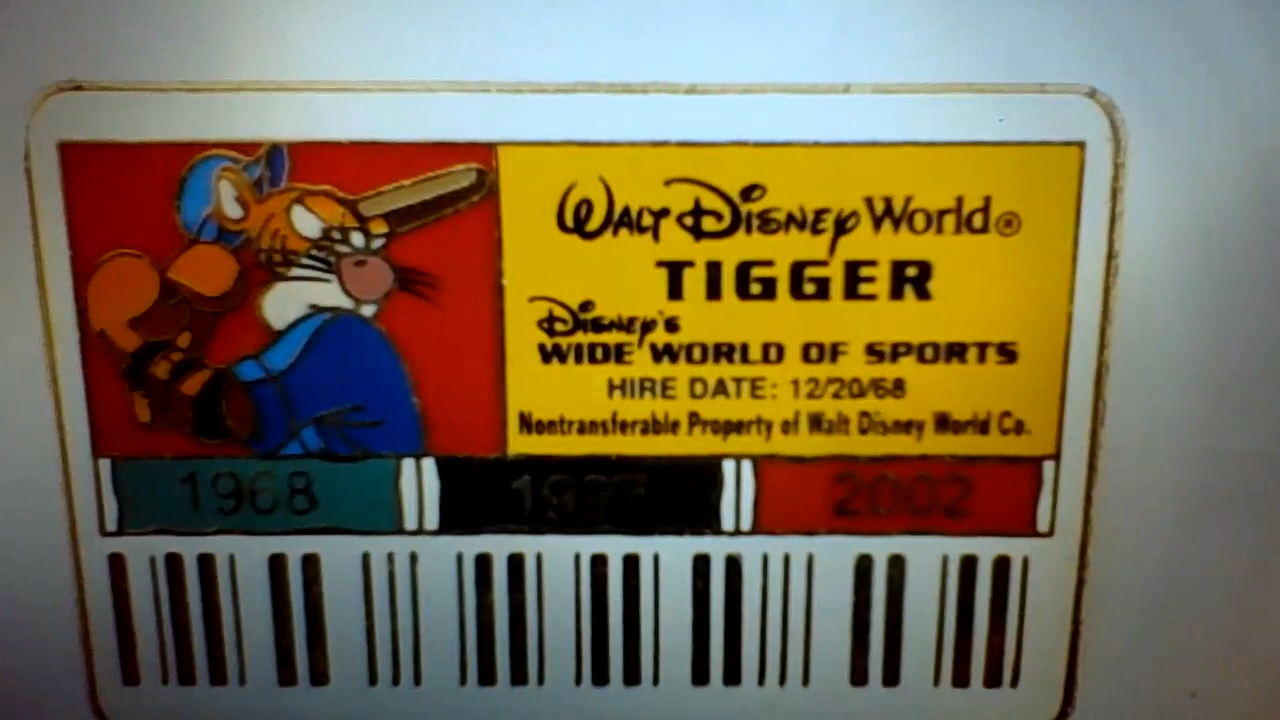 WALT DISNEY World®
TIGGER
DISNEY'S
WIDE WORLD OF SPORTS
HIRE DATE: 12/20/68
Nontransferable Property of Walt Disney World Co.
1968 1997 2002